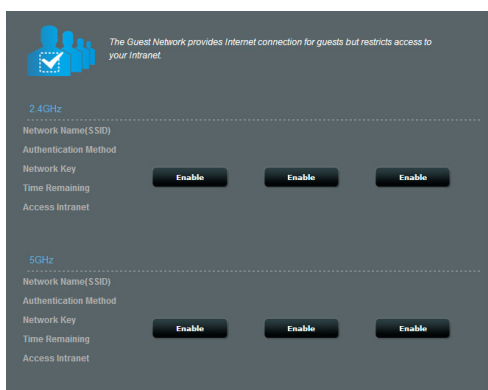 The Guest Network provides Internet connection for guests but restricts access to
your Intranet.
2.4GHz
Network Name(SSID)
Authentication Method
Network Key
Enable Enable Enable
Time Remaining
Access Intranet
5GHz
Network Name(SSID)
Authentication Method
Network Key
Enable Enable Enable
Time Remaining
Access Intranet